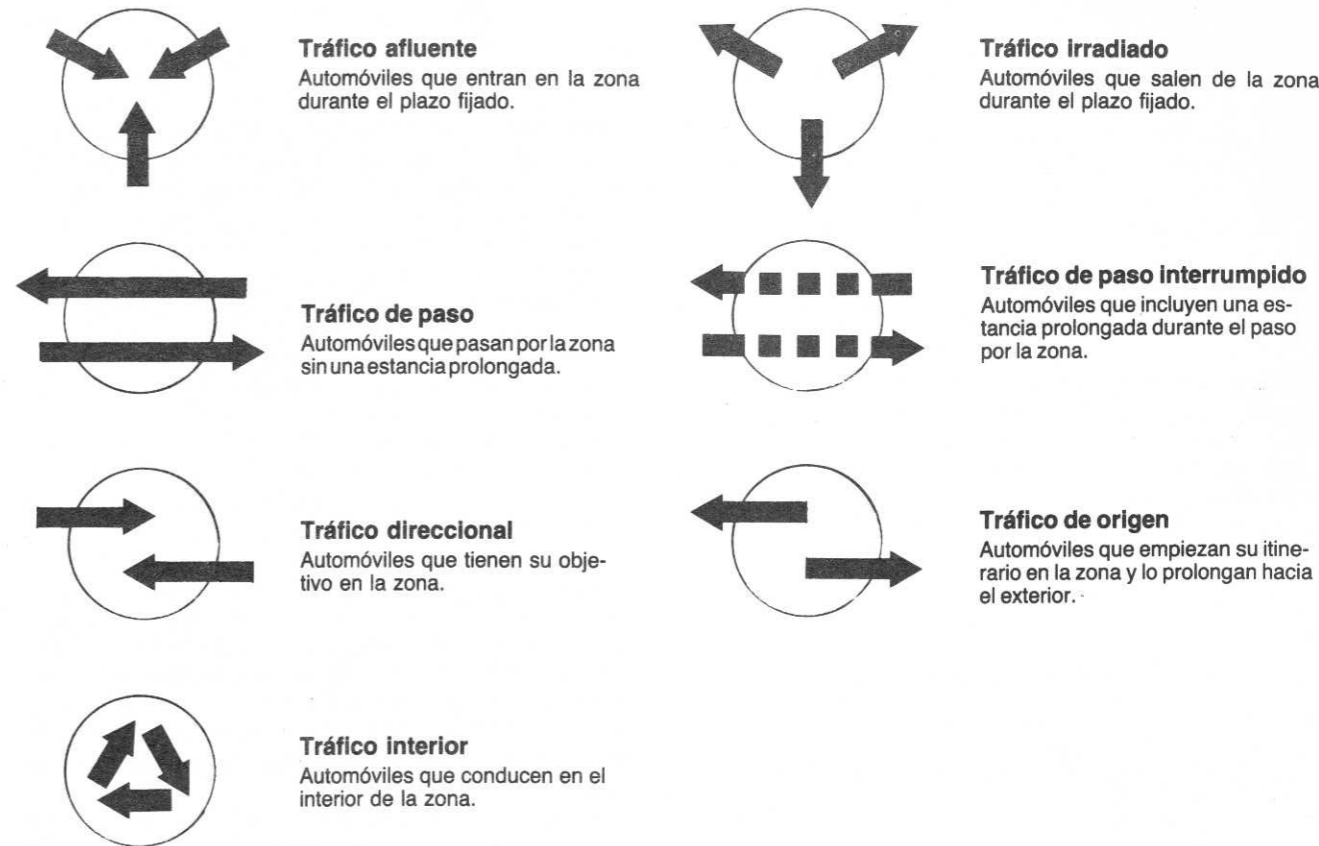 Tráfico afluente
Automóviles que entran en la zona
durante el plazo fijado.
Tráfico irradiado
Automóviles que salen de la zona
durante el plazo fijado.
Tráfico de paso
Automóviles que pasan por la zona
sin una estancia prolongada.
Tráfico de paso interrumpido
Automóviles que incluyen una es-
tancia prolongada durante el paso
por la zona.
Tráfico direccional
Automóviles que tienen su obje-
tivo en la zona.
Tráfico de origen
Automóviles que empiezan su itine-
rario en la zona y lo prolongan hacia
el exterior.
Tráfico interior
Automóviles que conducen en el
interior de la zona.